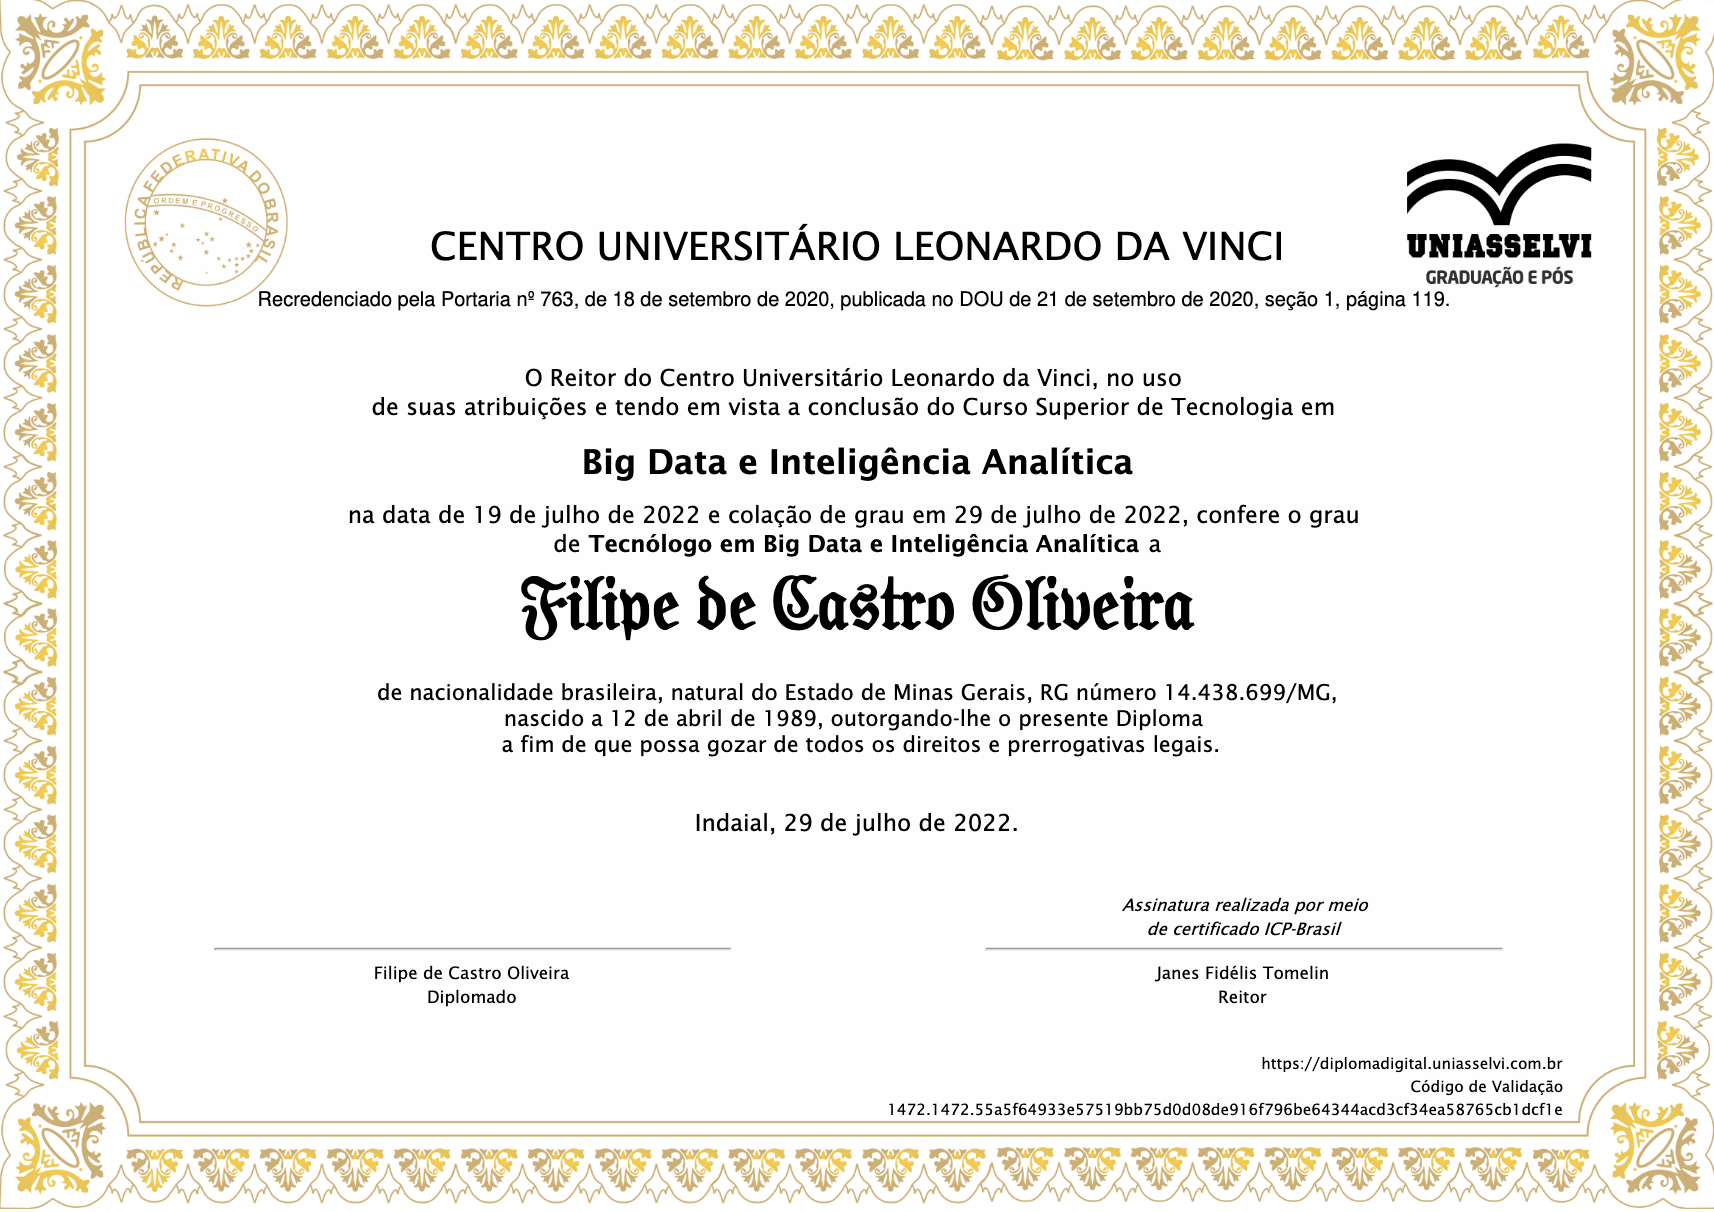 REPÚBLICA FEDERATIVA DO BRASIL
ORDEM E PROGRESSO
UNIASSELVI
GRADUAÇÃO E PÓS
CENTRO UNIVERSITÁRIO LEONARDO DA VINCI
Recredenciado pela Portaria nº 763, de 18 de setembro de 2020, publicada no DOU de 21 de setembro de 2020, seção 1, página 119.
O Reitor do Centro Universitário Leonardo da Vinci, no uso
de suas atribuições e tendo em vista a conclusão do Curso Superior de Tecnologia em
Big Data e Inteligência Analítica
na data de 19 de julho de 2022 e colação de grau em 29 de julho de 2022, confere o grau
de Tecnólogo em Big Data e Inteligência Analítica a
Filipe de Castro Oliveira
de nacionalidade brasileira, natural do Estado de Minas Gerais, RG número 14.438.699/MG,
nascido a 12 de abril de 1989, outorgando-lhe o presente Diploma
a fim de que possa gozar de todos os direitos e prerrogativas legais.
Indaial, 29 de julho de 2022.
Assinatura realizada por meio
de certificado ICP-Brasil
Filipe de Castro Oliveira
Diplomado
Janes Fidélis Tomelin
Reitor
https://diplomadigital.uniasselvi.com.br
Código de Validação
1472.1472.55a5f64933e57519bb75d0d08de916f796be64344acd3cf34ea58765cb1dcf1e